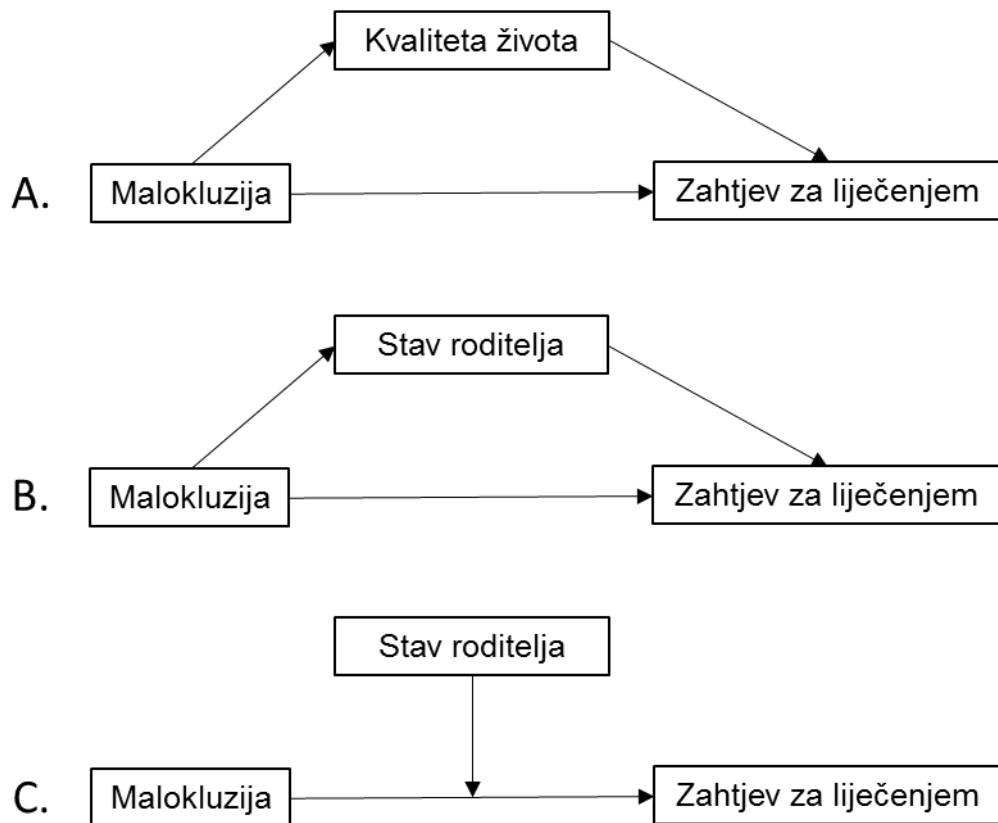 Kvaliteta života
A. Malokluzija Zahtjev za liječenjem
Stav roditelja
B. Malokluzija Zahtjev za liječenjem
Stav roditelja
C. Malokluzija Zahtjev za liječenjem